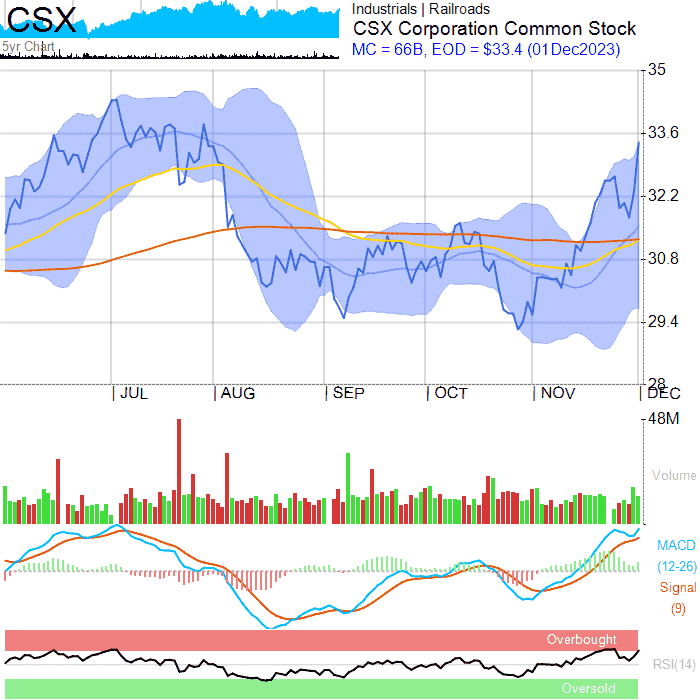 CSX
5yr Chart
Industrials | Railroads
CSX Corporation Common Stock
MC = 66B, EOD = $33.4 (01Dec2023)
35
33.6
32.2
30.8
29.4
28
JUL AUG SEP OCT NOV DEC
48M
Volume
MACD
(12-26)
Signal
(9)
Overbought
RSI(14)
Oversold